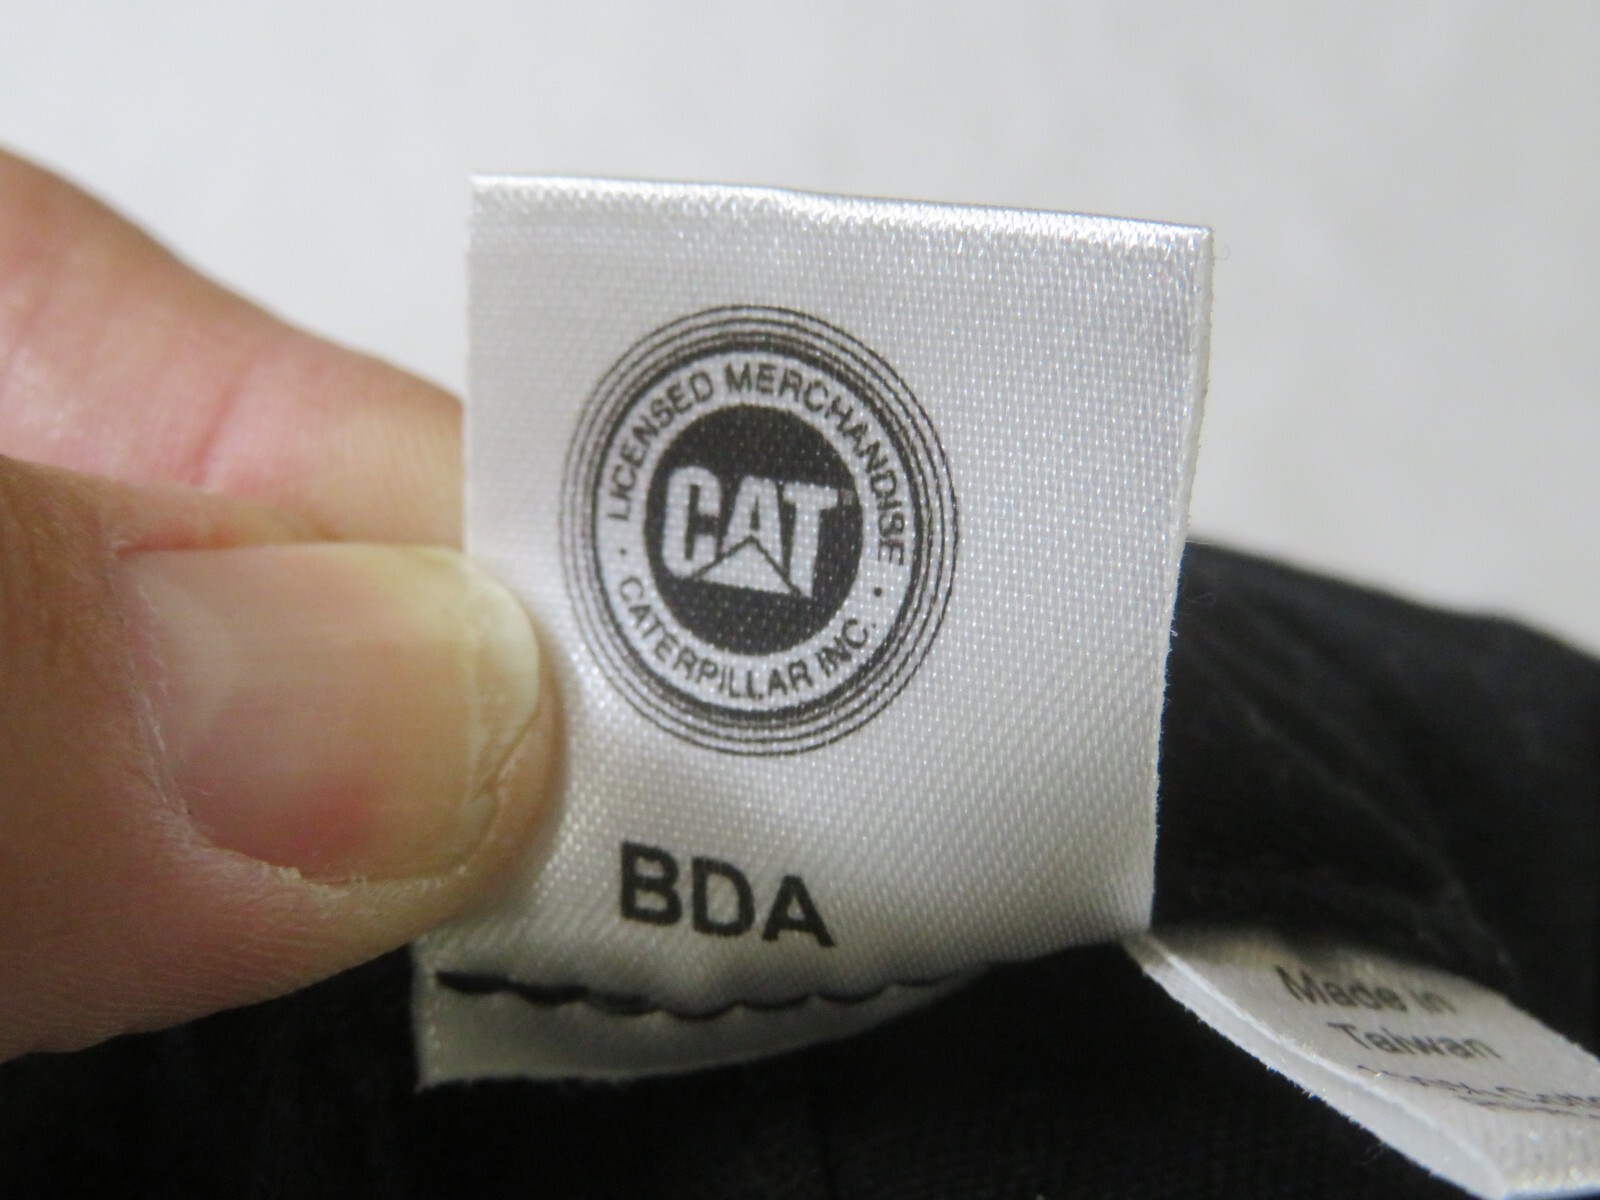 LICENSED MERCHANDISE
CAT
· CATERPILLAR INC. ·
BDA
Made in
Taiwan